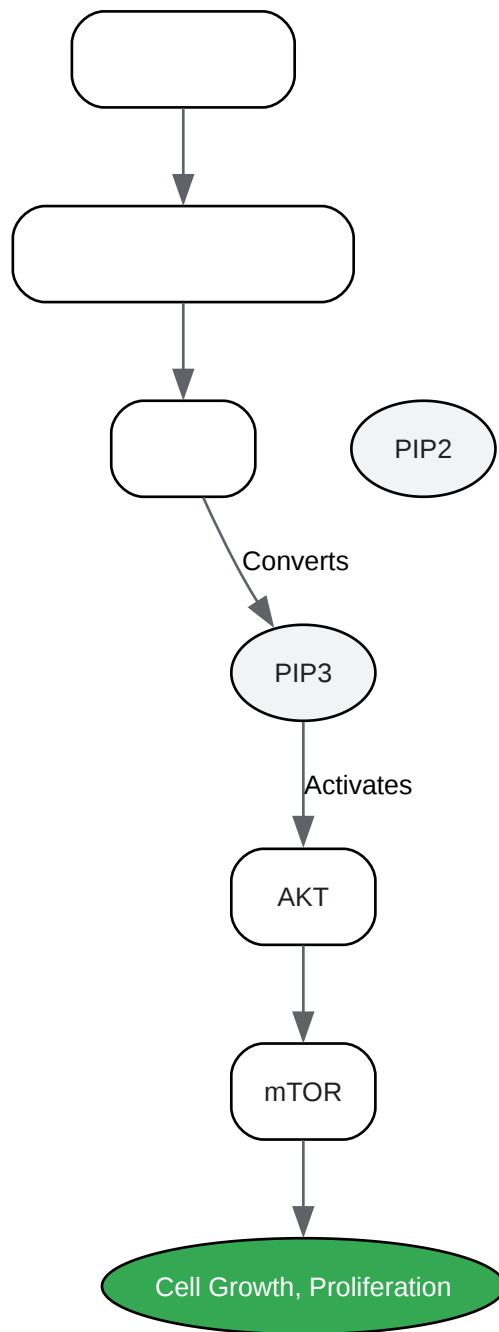 PIP2
Converts
PIP3
Activates
AKT
mTOR
Cell Growth, Proliferation